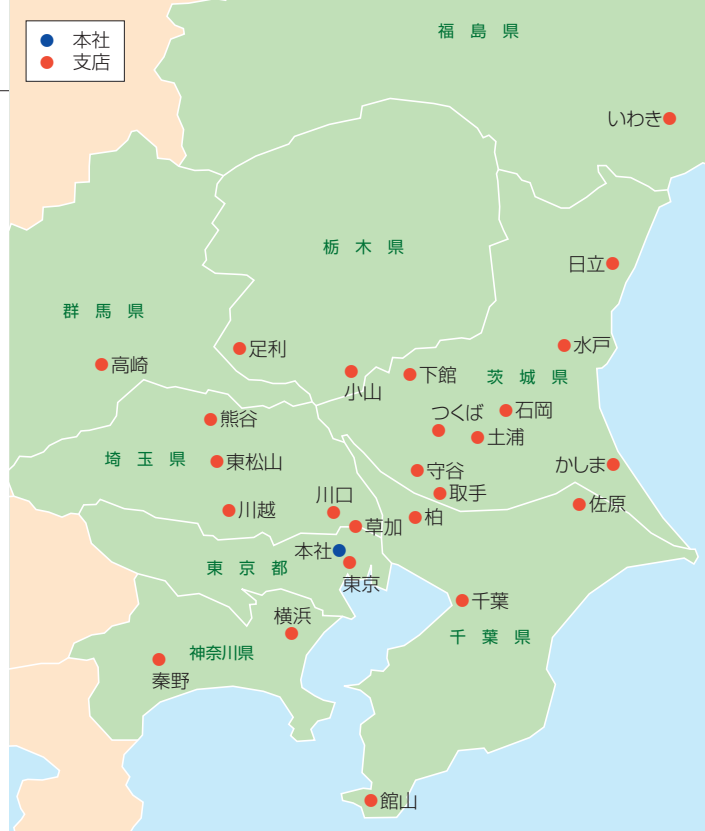 本社
支店
福島県
いわき
栃木県
日立
群馬県
足利
水戸
高崎
小山
下館
茨城県
熊谷
つくば
石岡
土浦
埼玉県
東松山
守谷
かしま
川越
川口
取手
佐原
草加
柏
本社
東京都
東京
千葉
横浜
千葉県
神奈川県
秦野
館山